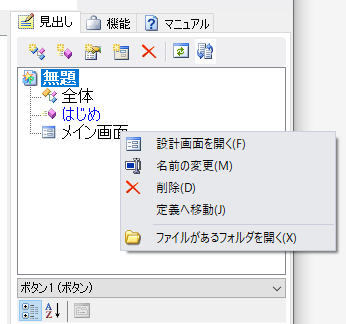 見出し 機能 マニュアル
無題
全体
はじめ
メイン画面
設計画面を開く(F)
名前の変更(M)
削除(D)
定義へ移動(J)
ファイルがあるフォルダを開く(X)
ボタン1 (ボタン)